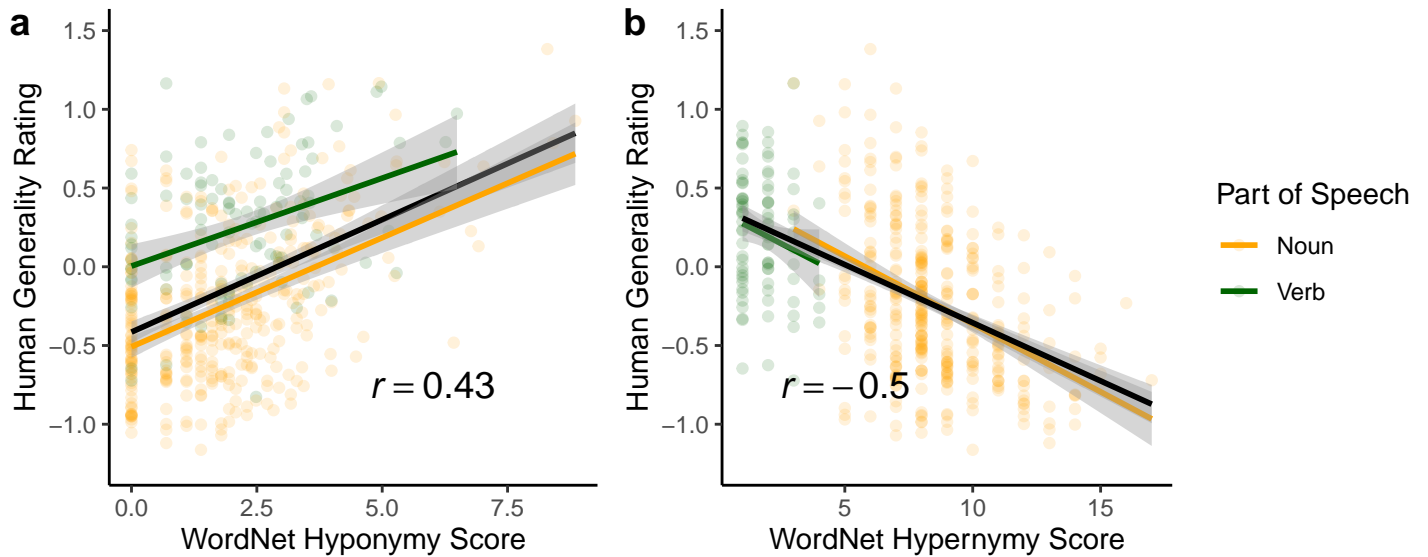 a
Human Generality Rating
1.5
1.0
0.5
0.0
−0.5
−1.0
r = 0.43
0.0 2.5 5.0 7.5
WordNet Hyponymy Score
b
Human Generality Rating
1.5
1.0
0.5
0.0
−0.5
−1.0
r = −0.5
5 10 15
WordNet Hypernymy Score
Part of Speech
Noun
Verb